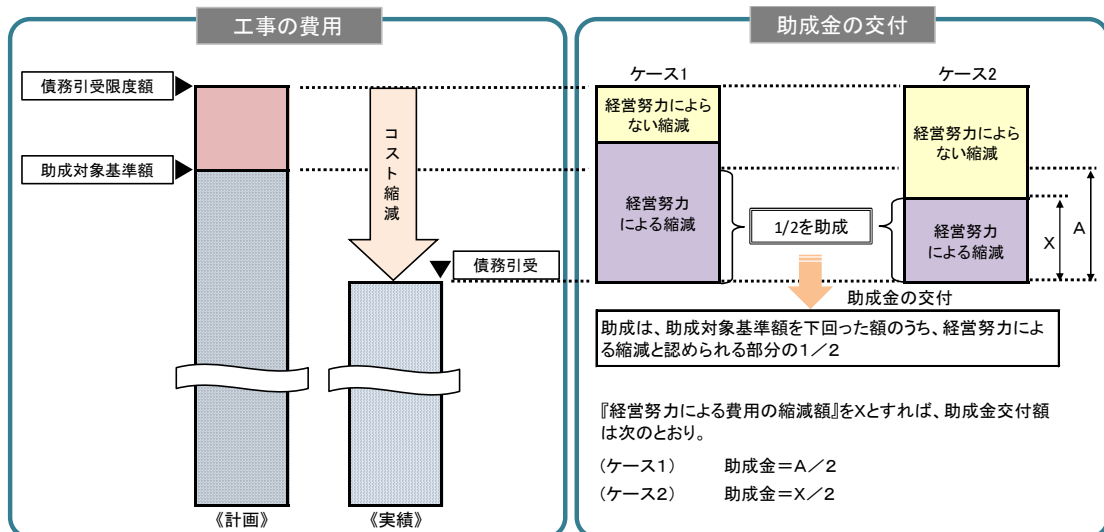 工事の費用
債務引受限度額
助成対象基準額
コスト縮減
債務引受
《計画》
《実績》
助成金の交付
ケース1
ケース2
経営努力によら
ない縮減
経営努力によら
ない縮減
経営努力
による縮減
1/2を助成
経営努力
による縮減
X
A
助成金の交付
助成は、助成対象基準額を下回った額のうち、経営努力によ
る縮減と認められる部分の1/2
『経営努力による費用の縮減額』をXとすれば、助成金交付額
は次のとおり。
(ケース1) 助成金=A/2
(ケース2) 助成金=X/2